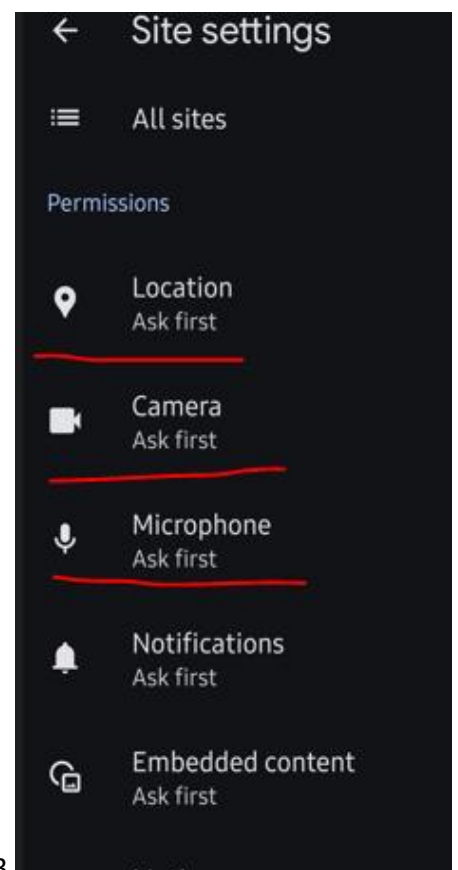 Site settings
All sites
Permissions
Location
Ask first
Camera
Ask first
Microphone
Ask first
Notifications
Ask first
Embedded content
Ask first